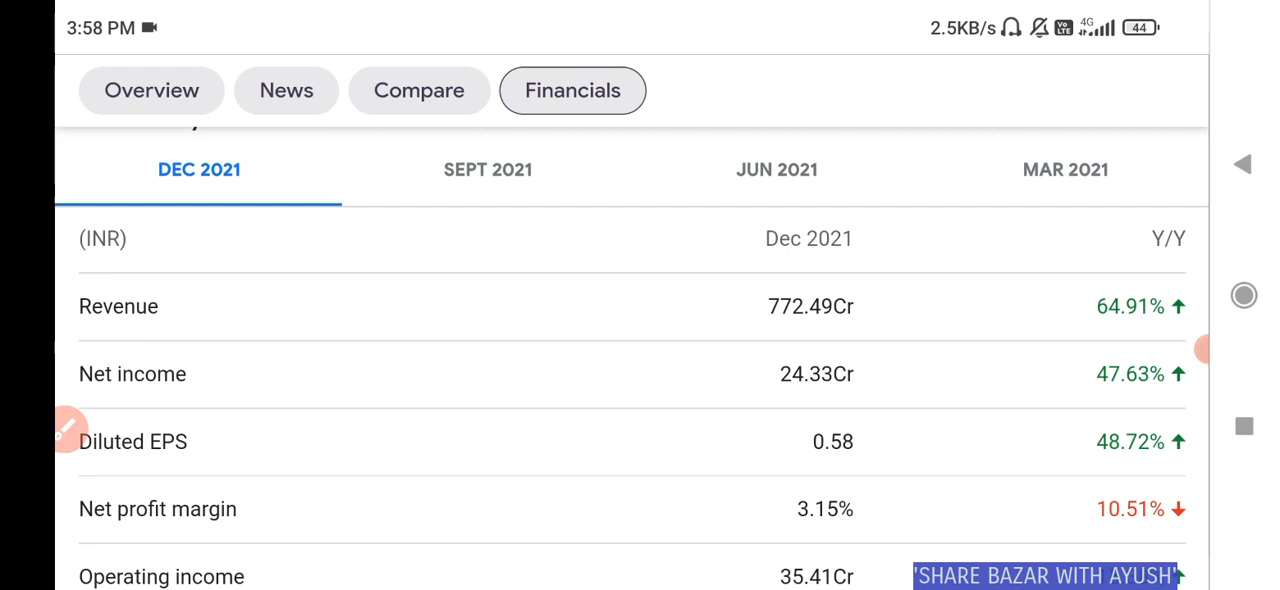 3:58 PM 2.5KB/s Vo LTE 4G 44
Overview News Compare Financials
DEC 2021 SEPT 2021 JUN 2021 MAR 2021
(INR) Dec 2021 Y/Y
Revenue 772.49Cr 64.91%
Net income 24.33Cr 47.63%
Diluted EPS 0.58 48.72%
Net profit margin 3.15% 10.51%
Operating income 35.41Cr 'SHARE BAZAR WITH AYUSH'